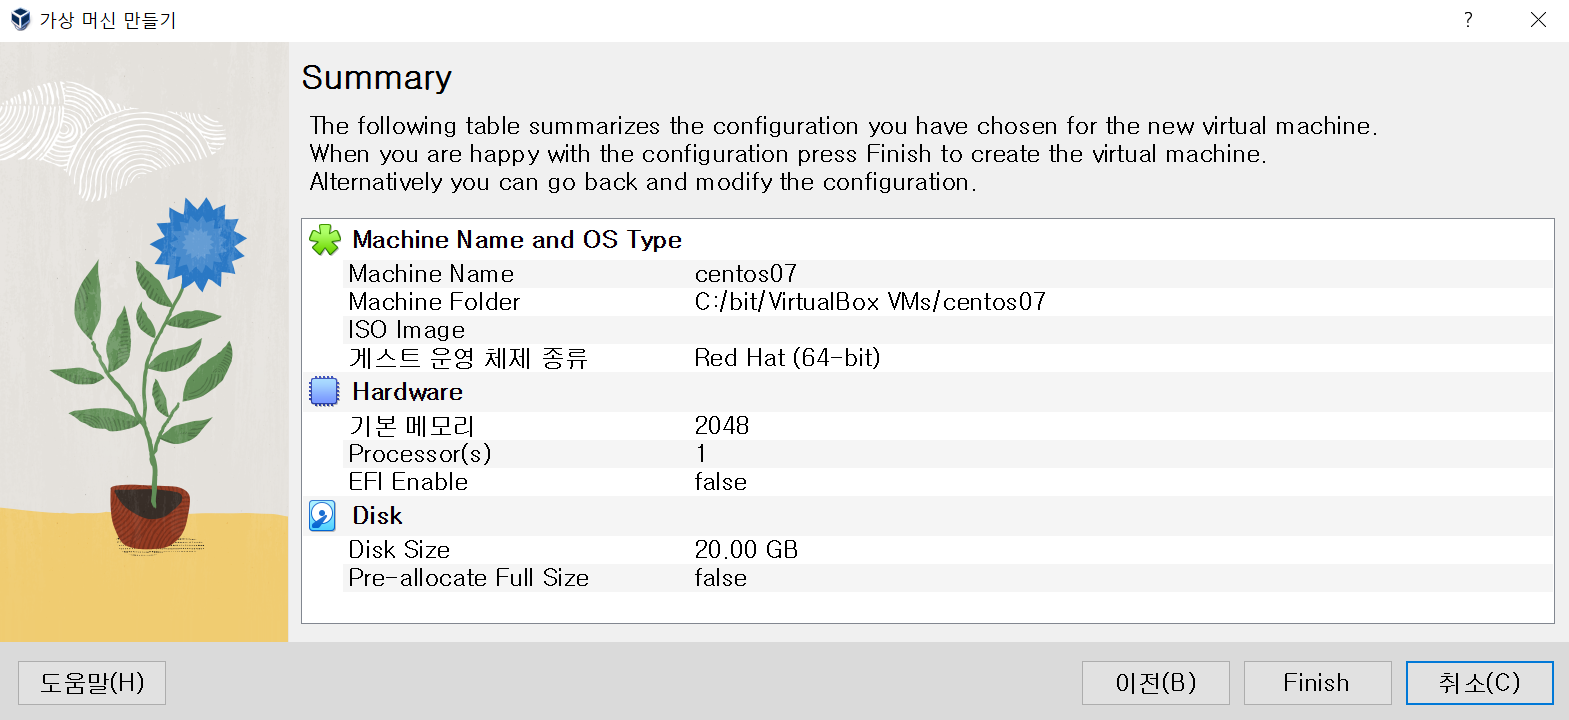 가상 머신 만들기
?
Summary
The following table summarizes the configuration you have chosen for the new virtual machine.
When you are happy with the configuration press Finish to create the virtual machine.
Alternatively you can go back and modify the configuration.
Machine Name and OS Type
Machine Name centos07
Machine Folder C:/bit/VirtualBox VMs/centos07
ISO Image
게스트 운영 체제 종류 Red Hat (64-bit)
Hardware
기본 메모리 2048
Processor(s) 1
EFI Enable false
Disk
Disk Size 20.00 GB
Pre-allocate Full Size false
도움말(H) 이전(B) Finish 취소(C)